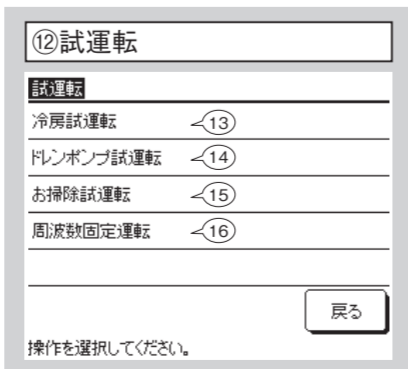 ⑫試運転
試運転
冷房試運転 ⑬
ドレンポンプ試運転 ⑭
お掃除試運転 ⑮
周波数固定運転 ⑯
戻る
操作を選択してください。